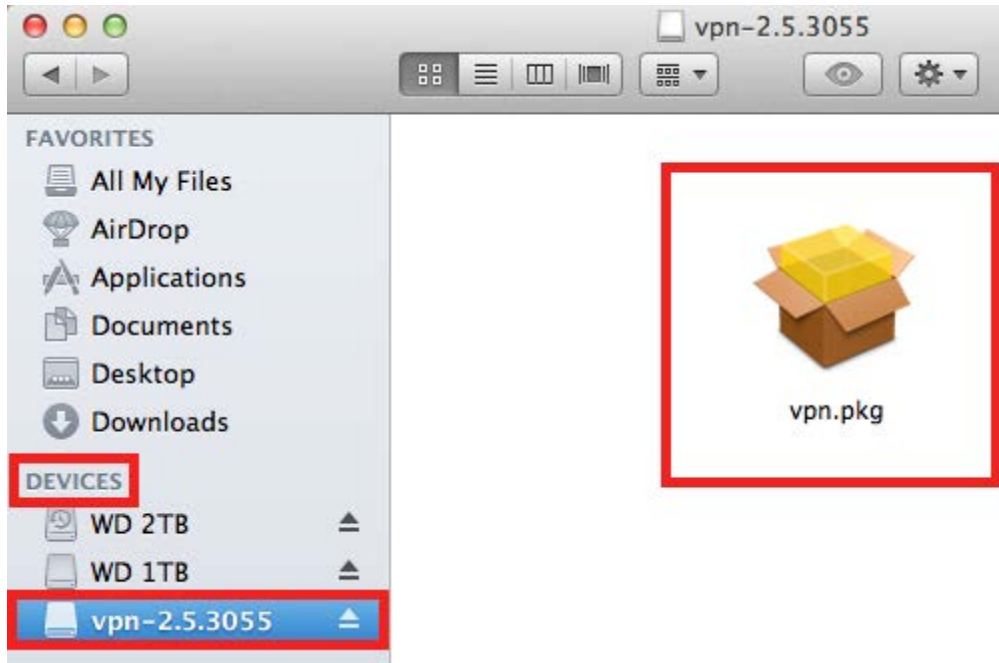 vpn-2.5.3055
FAVORITES
All My Files
AirDrop
Applications
Documents
Desktop
Downloads
DEVICES
WD 2TB
WD 1TB
vpn-2.5.3055
vpn.pkg